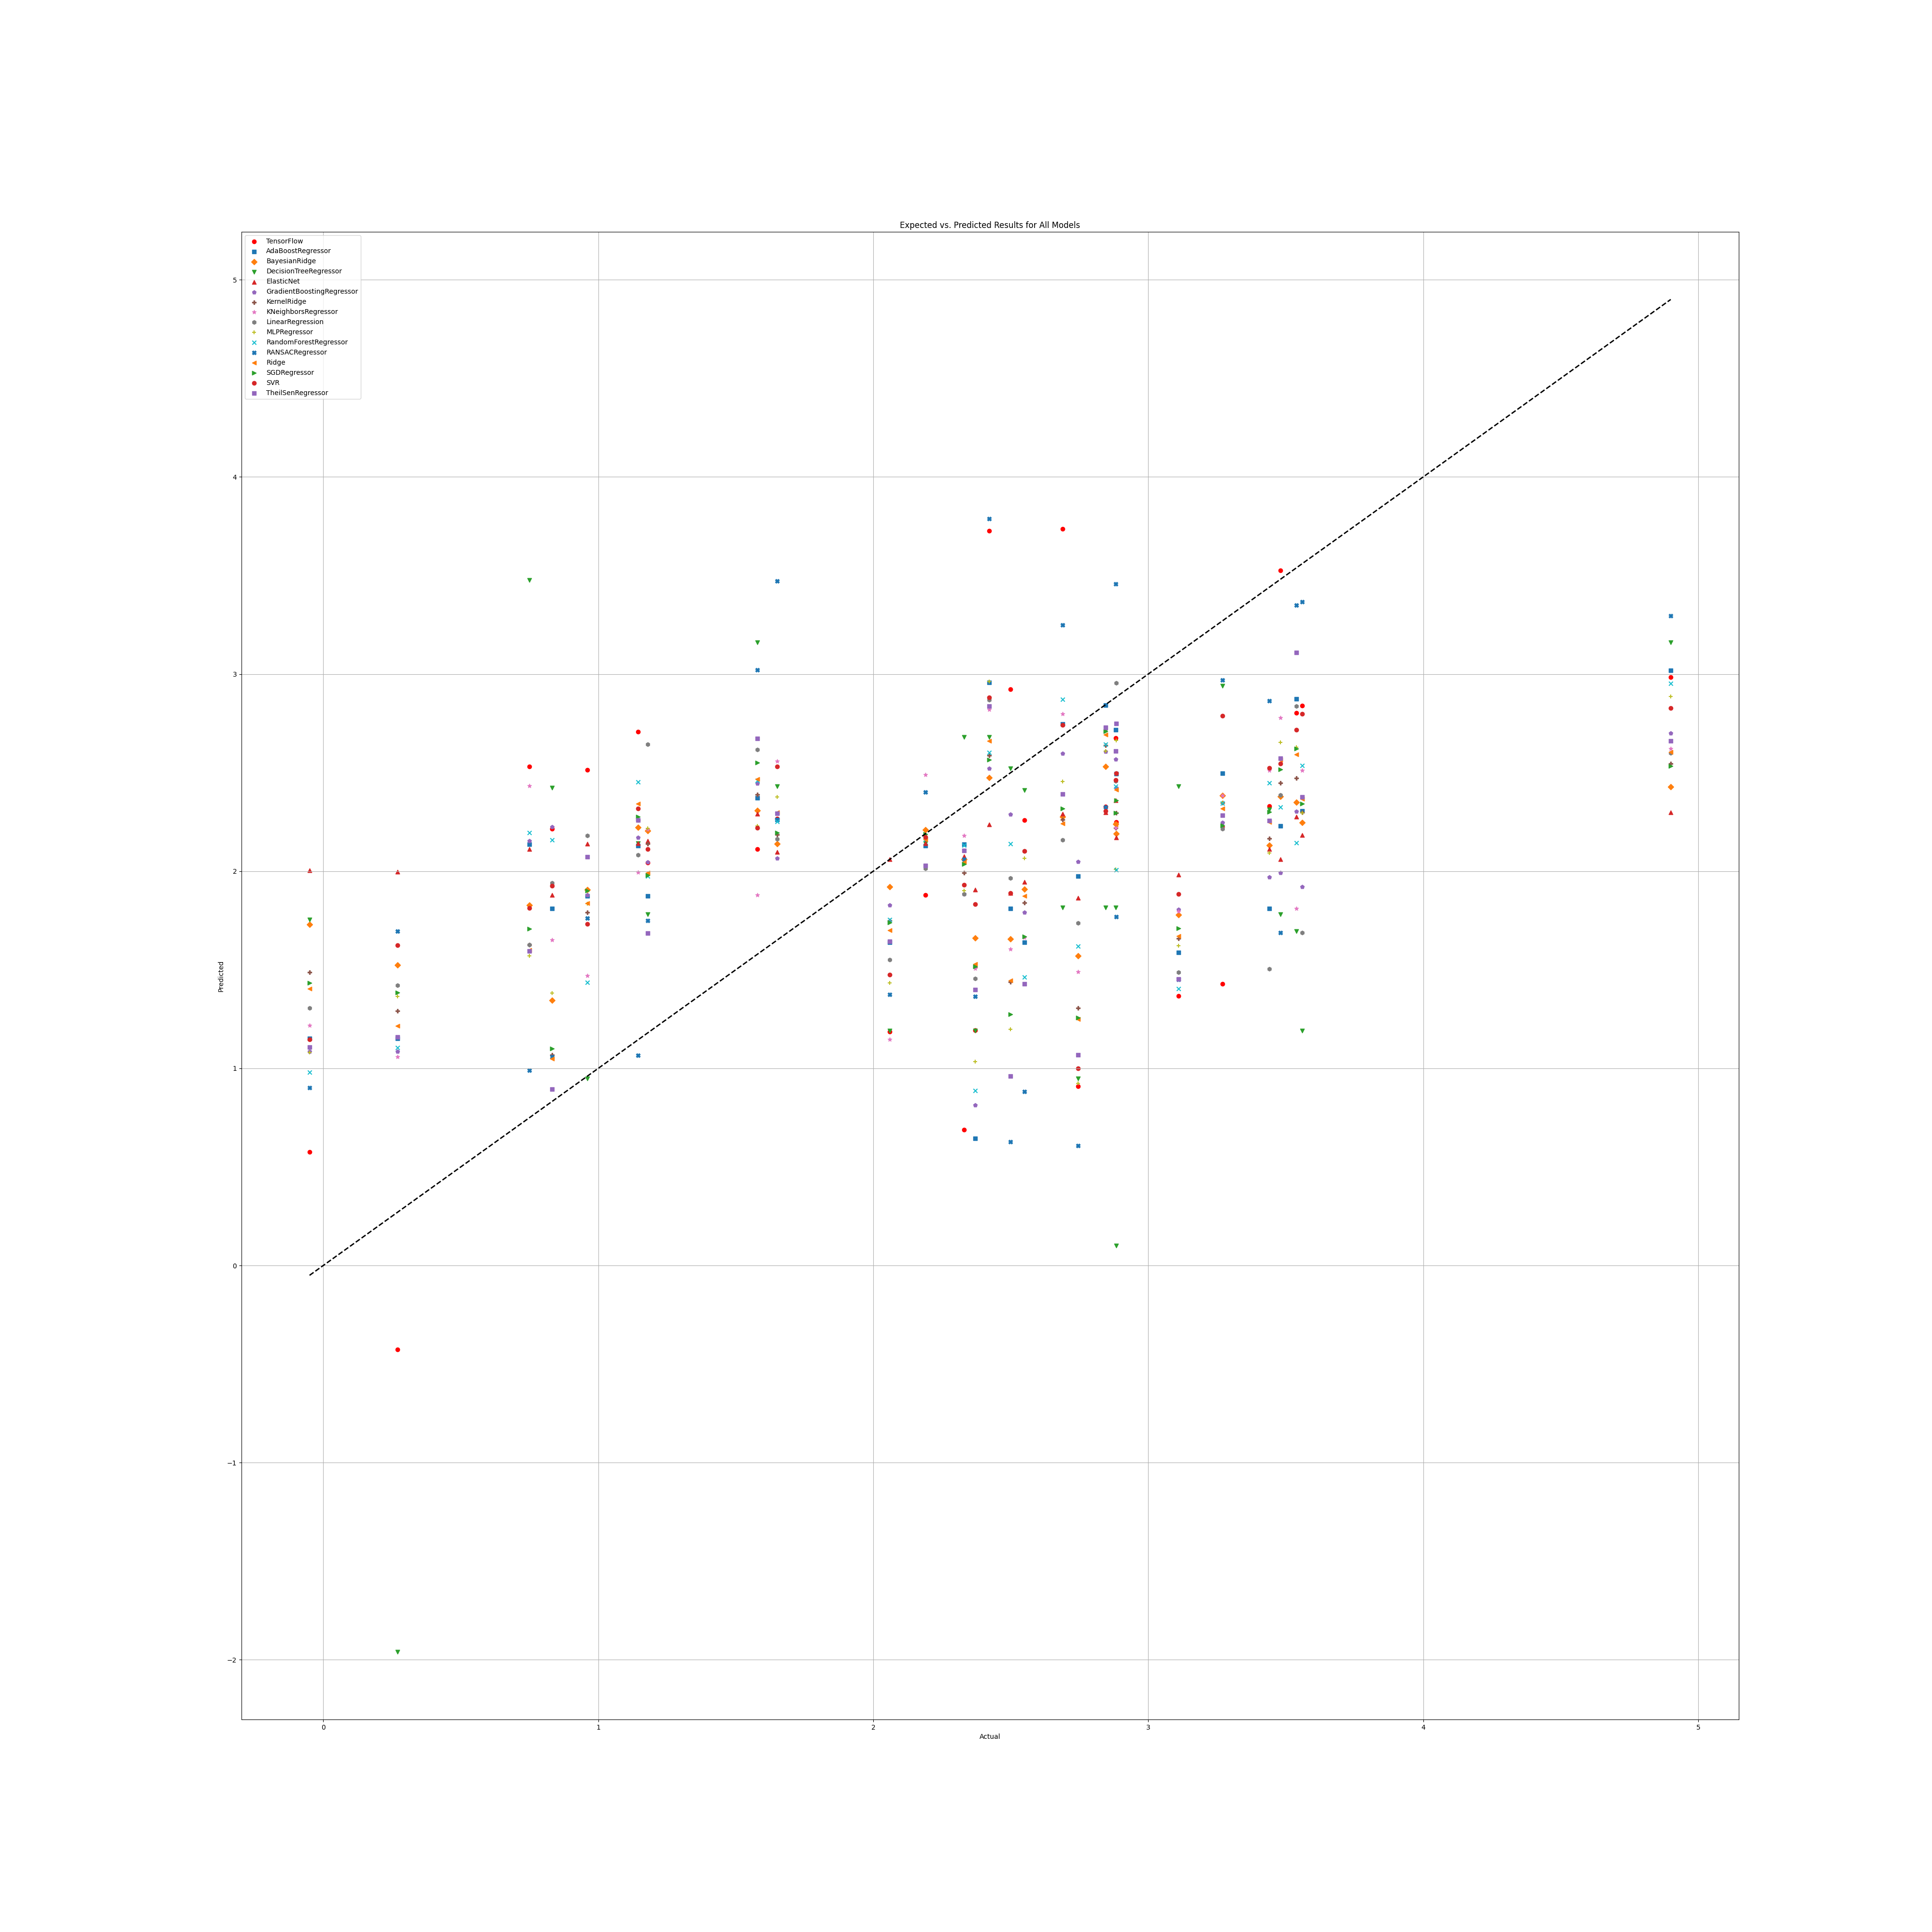 Expected vs. Predicted Results for All Models
TensorFlow
AdaBoostRegressor
BayesianRidge
DecisionTreeRegressor
ElasticNet
GradientBoostingRegressor
KernelRidge
KNeighborsRegressor
LinearRegression
MLPRegressor
RandomForestRegressor
RANSACRegressor
Ridge
SGDRegressor
SVR
TheilSenRegressor
5
4
3
2
1
0
−1
−2
Predicted
0 1 2 3 4 5
Actual